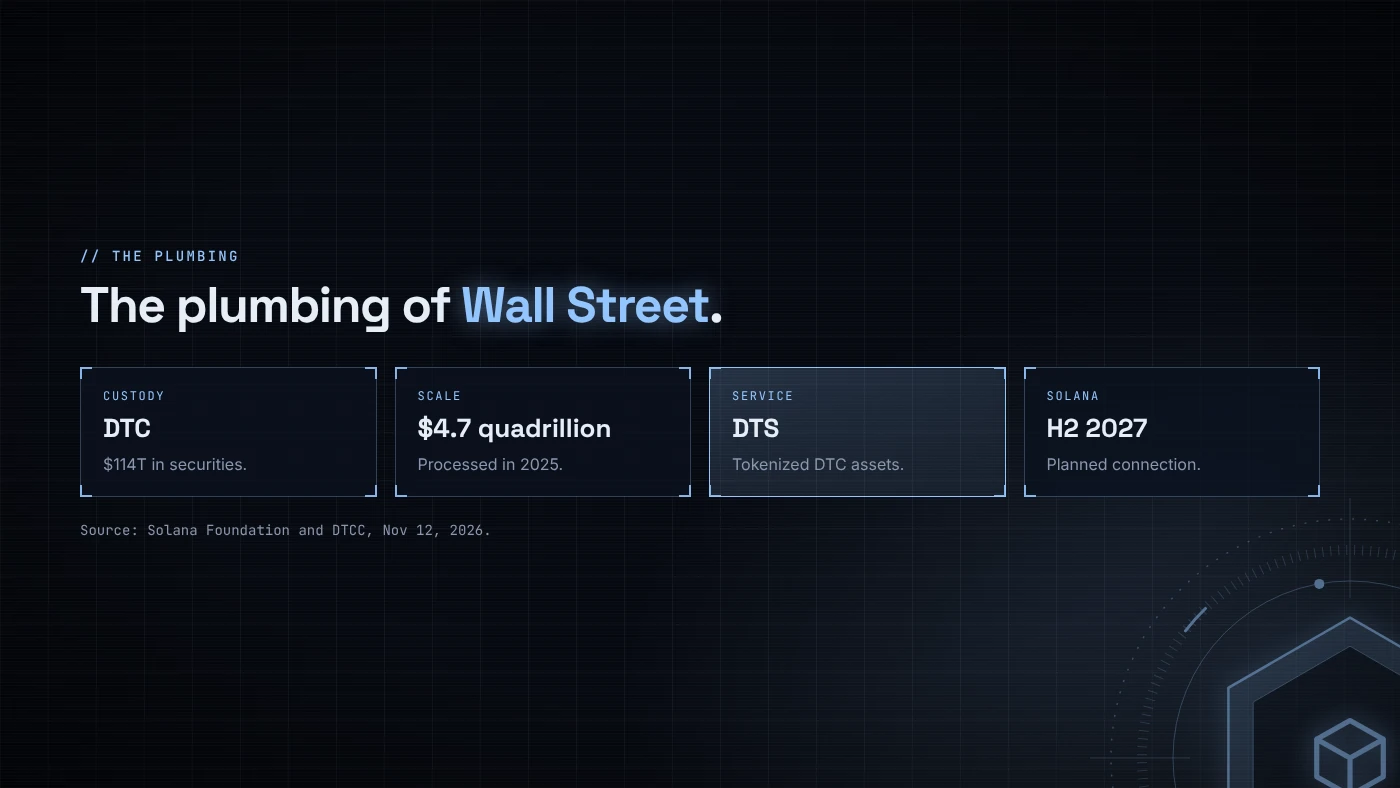 // THE PLUMBING
The plumbing of Wall Street.
CUSTODY
DTC
$114T in securities.
SCALE
$4.7 quadrillion
Processed in 2025.
SERVICE
DTS
Tokenized DTC assets.
SOLANA
H2 2027
Planned connection.
Source: Solana Foundation and DTCC, Nov 12, 2026.